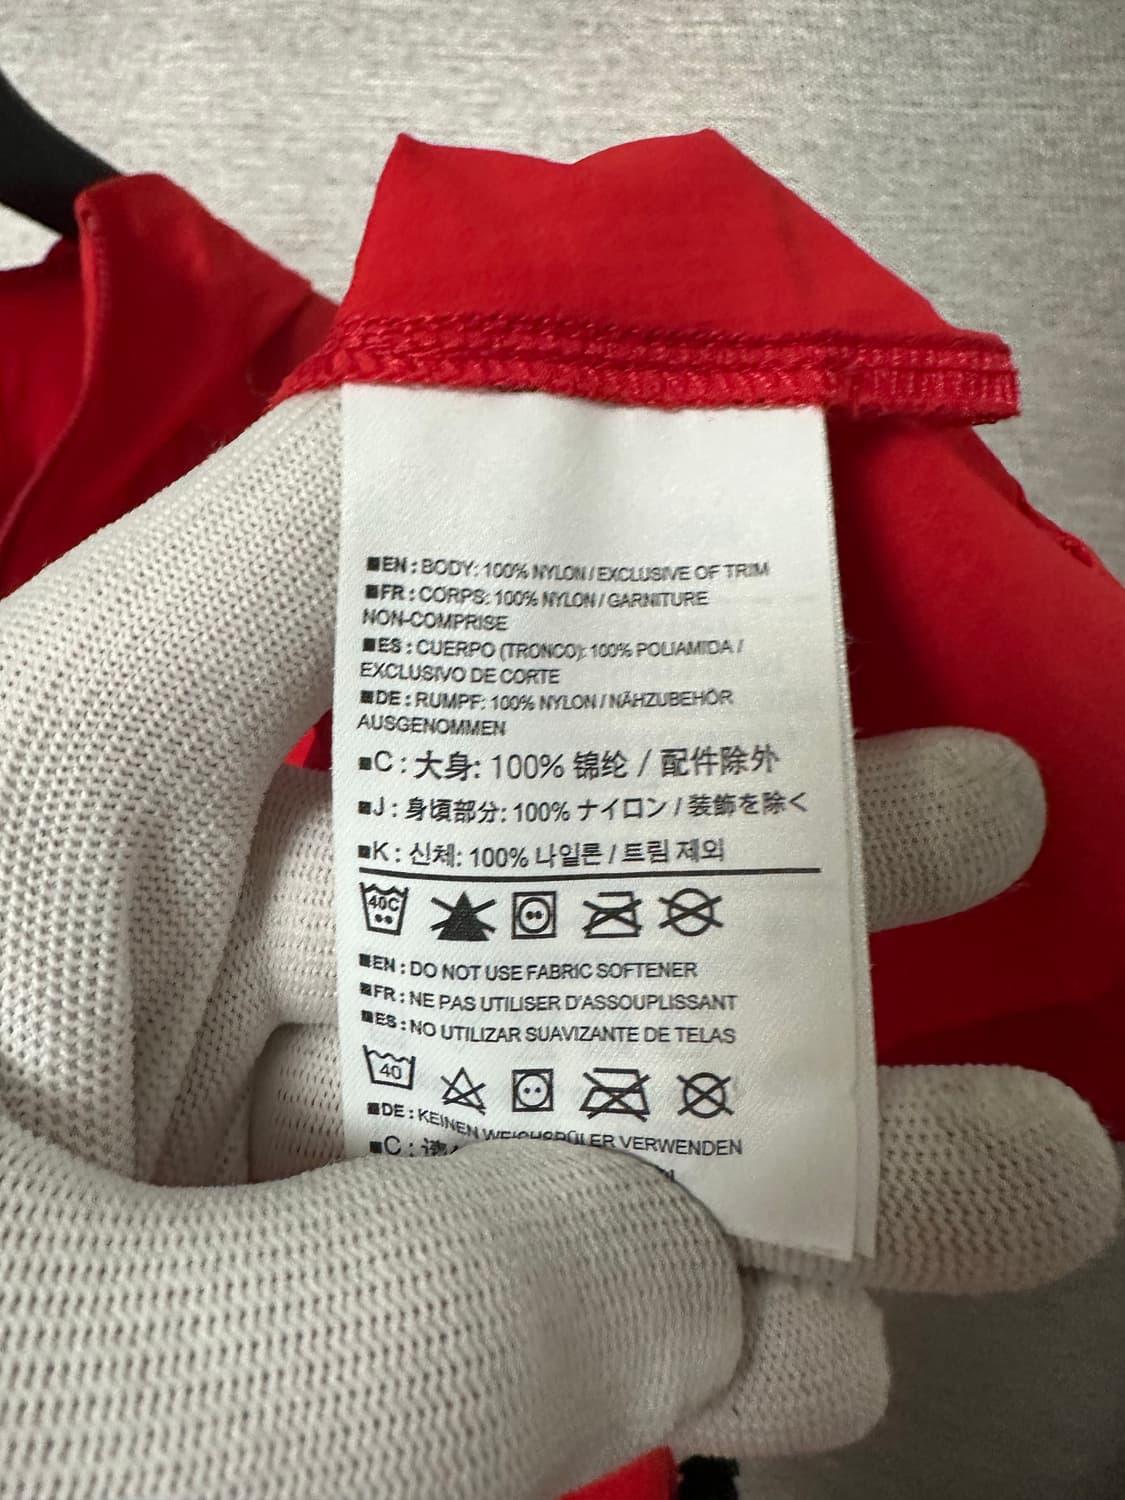 ■EN : BODY: 100% NYLON / EXCLUSIVE OF TRIM
■FR : CORPS: 100% NYLON / GARNITURE
NON-COMPRISE
■ES : CUERPO (TRONCO): 100% POLIAMIDA /
EXCLUSIVO DE CORTE
■DE : RUMPF: 100% NYLON / NÄHZUBEHÖR
AUSGENOMMEN
■C : 大身: 100% 锦纶 / 配件除外
■J : 身頃部分: 100% ナイロン / 装飾を除く
■K : 신체: 100% 나일론 / 트림 제외
40C
■EN : DO NOT USE FABRIC SOFTENER
■FR : NE PAS UTILISER D'ASSOUPLISSANT
■ES : NO UTILIZAR SUAVIZANTE DE TELAS
40
■DE : KEINEN WEICHSPÜLER VERWENDEN
■C :